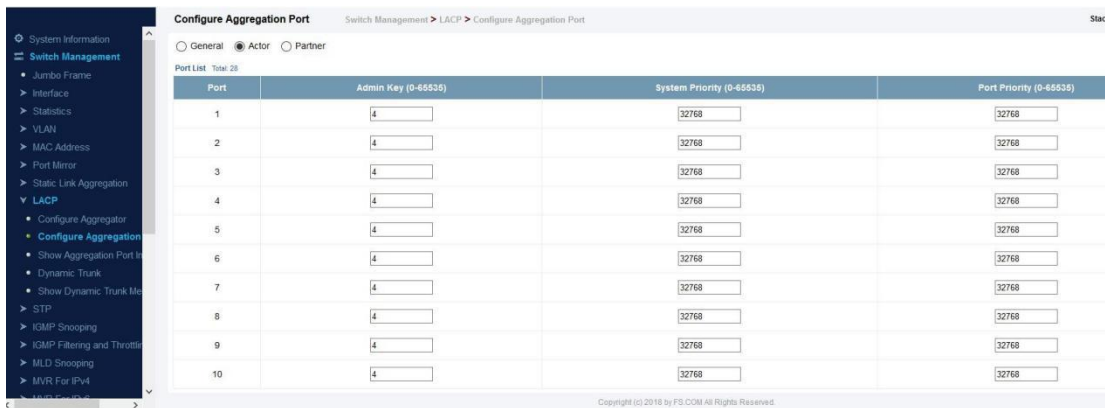 Configure Aggregation Port Switch Management > LACP > Configure Aggregation Port Stac
System Information
Switch Management
Jumbo Frame
Interface
Statistics
VLAN
MAC Address
Port Mirror
Static Link Aggregation
LACP
Configure Aggregator
Configure Aggregation
Show Aggregation Port In
Dynamic Trunk
Show Dynamic Trunk Me
STP
IGMP Snooping
IGMP Filtering and Throttlin
MLD Snooping
MVR For IPv4
MVR For IPv6
General Actor Partner
Port List Total: 28
Port Admin Key (0-65535) System Priority (0-65535) Port Priority (0-65535)
1 4 32768 32768
2 4 32768 32768
3 4 32768 32768
4 4 32768 32768
5 4 32768 32768
6 4 32768 32768
7 4 32768 32768
8 4 32768 32768
9 4 32768 32768
10 4 32768 32768
Copyright (c) 2018 by FS.COM All Rights Reserved.